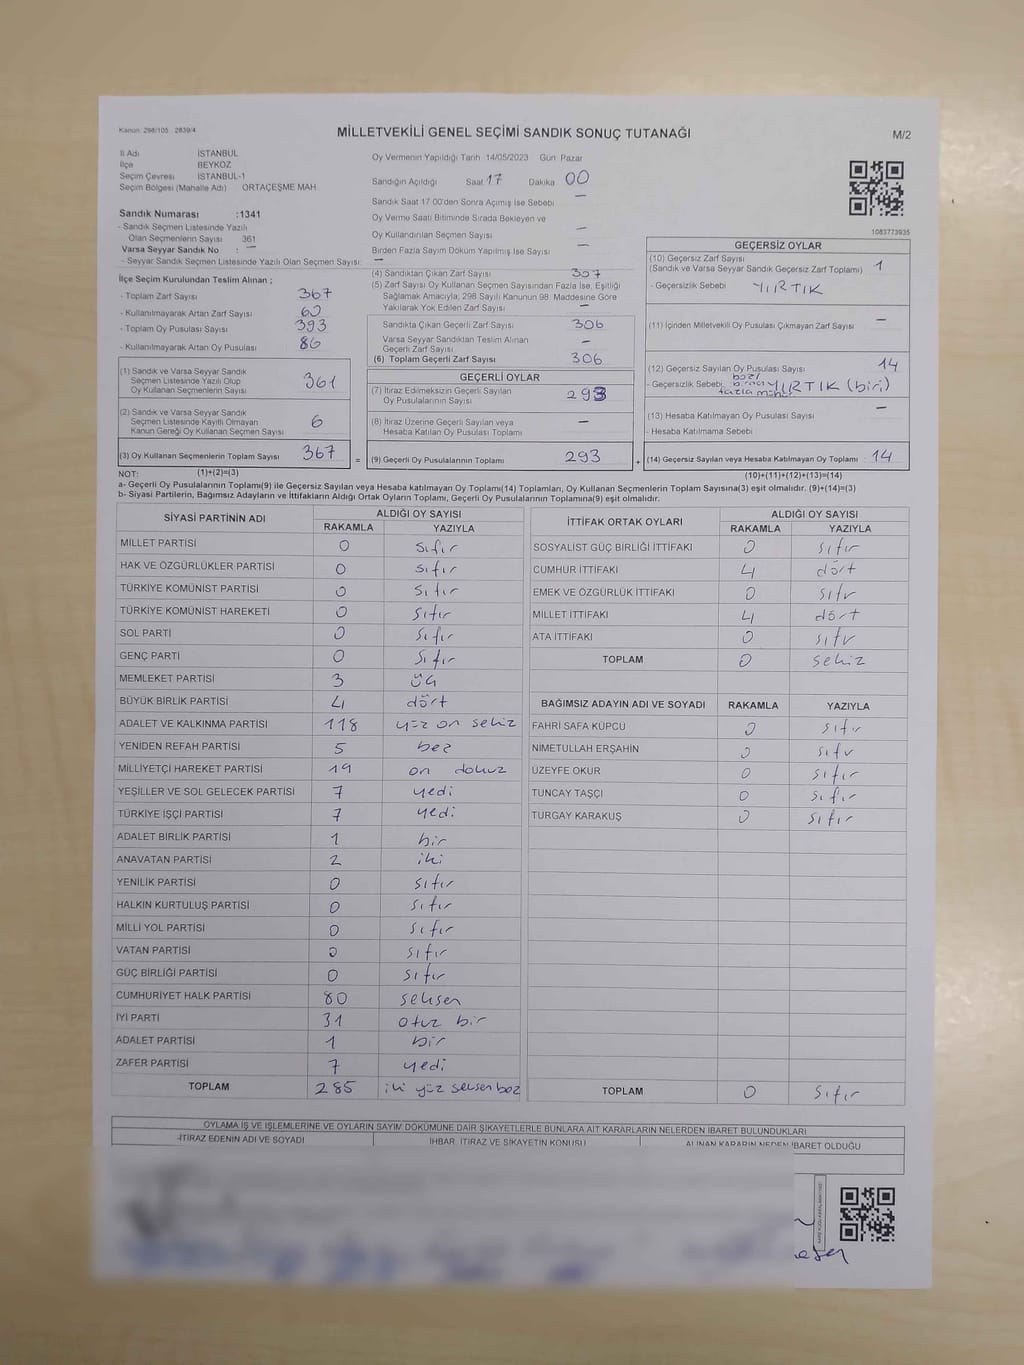 Kanun: 298/105 2839/4
MİLLETVEKİLİ GENEL SEÇİMİ SANDIK SONUÇ TUTANAĞI
M/2
İl Adı İSTANBUL
İlçe BEYKOZ
Seçim Çevresi İSTANBUL-1
Seçim Bölgesi (Mahalle Adı) ORTAÇEŞME MAH
Sandık Numarası :1341
- Sandık Seçmen Listesinde Yazılı
Olan Seçmenlerin Sayısı 361
Varsa Seyyar Sandık No : —
- Seyyar Sandık Seçmen Listesinde Yazılı Olan Seçmen Sayısı: —
İlçe Seçim Kurulundan Teslim Alınan ;
- Toplam Zarf Sayısı 367
- Kullanılmayarak Artan Zarf Sayısı 60
- Toplam Oy Pusulası Sayısı 393
- Kullanılmayarak Artan Oy Pusulası 86
(1) Sandık ve Varsa Seyyar Sandık
Seçmen Listesinde Yazılı Olup
Oy Kullanan Seçmenlerin Sayısı 361
(2) Sandık ve Varsa Seyyar Sandık
Seçmen Listesinde Kayıtlı Olmayan
Kanun Gereği Oy Kullanan Seçmen Sayısı 6
(3) Oy Kullanan Seçmenlerin Toplam Sayısı 367
Oy Vermenin Yapıldığı Tarih 14/05/2023 Gün: Pazar
Sandığın Açıldığı Saat 17 Dakika 00
Sandık Saat 17.00'den Sonra Açımış İse Sebebi —
Oy Verme Saati Bitiminde Sırada Bekleyen ve
Oy Kullandırılan Seçmen Sayısı —
Birden Fazla Sayım Döküm Yapılmış İse Sayısı —
(4) Sandıktan Çıkan Zarf Sayısı 307
(5) Zarf Sayısı Oy Kullanan Seçmen Sayısından Fazla İse, Eşitliği
Sağlamak Amacıyla; 298 Sayılı Kanunun 98. Maddesine Göre
Yakılarak Yok Edilen Zarf Sayısı —
Sandıkta Çıkan Geçerli Zarf Sayısı 306
Varsa Seyyar Sandıktan Teslim Alınan
Geçerli Zarf Sayısı —
(6) Toplam Geçerli Zarf Sayısı 306
GEÇERLİ OYLAR
(7) İtiraz Edilmeksizin Geçerli Sayılan
Oy Pusulalarının Sayısı 293
(8) İtiraz Üzerine Geçerli Sayılan veya
Hesaba Katılan Oy Pusulası Toplamı —
= (9) Geçerli Oy Pusulalarının Toplamı 293 +
1083773935
GEÇERSİZ OYLAR
(10) Geçersiz Zarf Sayısı
(Sandık ve Varsa Seyyar Sandık Geçersiz Zarf Toplamı) 1
- Geçersizlik Sebebi YIRTIK
(11) İçinden Milletvekili Oy Pusulası Çıkmayan Zarf Sayısı —
(12) Geçersiz Sayılan Oy Pusulası Sayısı 14
- Geçersizlik Sebebi YIRTIK (biri)
(13) Hesaba Katılmayan Oy Pusulası Sayısı —
- Hesaba Katılmama Sebebi
(14) Geçersiz Sayılan veya Hesaba Katılmayan Oy Toplamı 14
NOT: (1)+(2)=(3) (10)+(11)+(12)+(13)=(14)
a- Geçerli Oy Pusulalarının Toplamı(9) ile Geçersiz Sayılan veya Hesaba katılmayan Oy Toplamı(14) Toplamları, Oy Kullanan Seçmenlerin Toplam Sayısına(3) eşit olmalıdır. (9)+(14)=(3)
b- Siyasi Partilerin, Bağımsız Adayların ve İttifakların Aldığı Ortak Oyların Toplamı, Geçerli Oy Pusulalarının Toplamına(9) eşit olmalıdır.
SİYASİ PARTİNİN ADI ALDIĞI OY SAYISI
RAKAMLA YAZIYLA
MİLLET PARTİSİ 0 sıfır
HAK VE ÖZGÜRLÜKLER PARTİSİ 0 sıfır
TÜRKİYE KOMÜNİST PARTİSİ 0 sıfır
TÜRKİYE KOMÜNİST HAREKETİ 0 sıfır
SOL PARTİ 0 sıfır
GENÇ PARTİ 0 sıfır
MEMLEKET PARTİSİ 3 üç
BÜYÜK BİRLİK PARTİSİ 4 dört
ADALET VE KALKINMA PARTİSİ 118 yüz on sekiz
YENİDEN REFAH PARTİSİ 5 beş
MİLLİYETÇİ HAREKET PARTİSİ 19 on dokuz
YEŞİLLER VE SOL GELECEK PARTİSİ 7 yedi
TÜRKİYE İŞÇİ PARTİSİ 7 yedi
ADALET BİRLİK PARTİSİ 1 bir
ANAVATAN PARTİSİ 2 iki
YENİLİK PARTİSİ 0 sıfır
HALKIN KURTULUŞ PARTİSİ 0 sıfır
MİLLİ YOL PARTİSİ 0 sıfır
VATAN PARTİSİ 0 sıfır
GÜÇ BİRLİĞİ PARTİSİ 0 sıfır
CUMHURİYET HALK PARTİSİ 80 seksen
İYİ PARTİ 31 otuz bir
ADALET PARTİSİ 1 bir
ZAFER PARTİSİ 7 yedi
TOPLAM 285 iki yüz seksen beş
İTTİFAK ORTAK OYLARI ALDIĞI OY SAYISI
RAKAMLA YAZIYLA
SOSYALİST GÜÇ BİRLİĞİ İTTİFAKI 0 sıfır
CUMHUR İTTİFAKI 4 dört
EMEK VE ÖZGÜRLÜK İTTİFAKI 0 sıfır
MİLLET İTTİFAKI 4 dört
ATA İTTİFAKI 0 sıfır
TOPLAM 0 sekiz
BAĞIMSIZ ADAYIN ADI VE SOYADI RAKAMLA YAZIYLA
FAHRİ SAFA KÜPCÜ 0 sıfır
NİMETULLAH ERŞAHİN 0 sıfır
ÜZEYFE OKUR 0 sıfır
TUNCAY TAŞÇI 0 sıfır
TURGAY KARAKUŞ 0 sıfır
TOPLAM 0 sıfır
OYLAMA İŞ VE İŞLEMLERİNE VE OYLARIN SAYIM DÖKÜMÜNE DAİR ŞİKAYETLERLE BUNLARA AİT KARARLARIN NELERDEN İBARET BULUNDUKLARI
İTİRAZ EDENİN ADI VE SOYADI İHBAR, İTİRAZ VE ŞİKAYETİN KONUSU ALINAN KARARIN NEDEN İBARET OLDUĞU